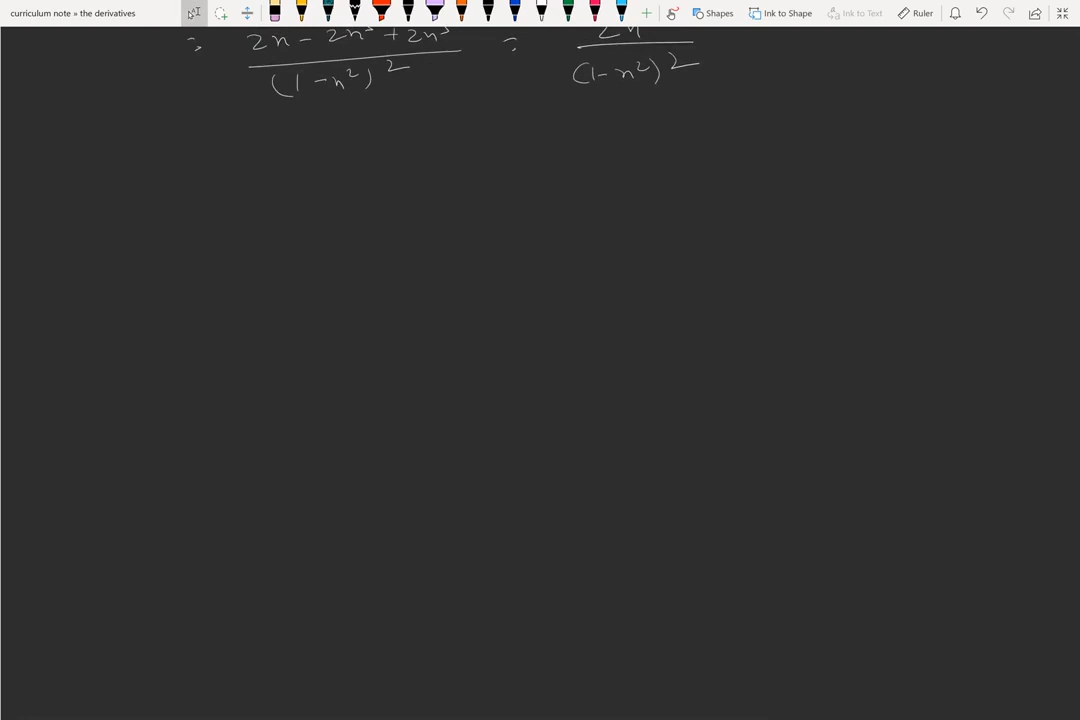 curriculum note » the derivatives Shapes Ink to Shape Ink to Text Ruler
= 2x - 2x³ + 2x³ / (1 - x²)² = 2x / (1 - x²)²